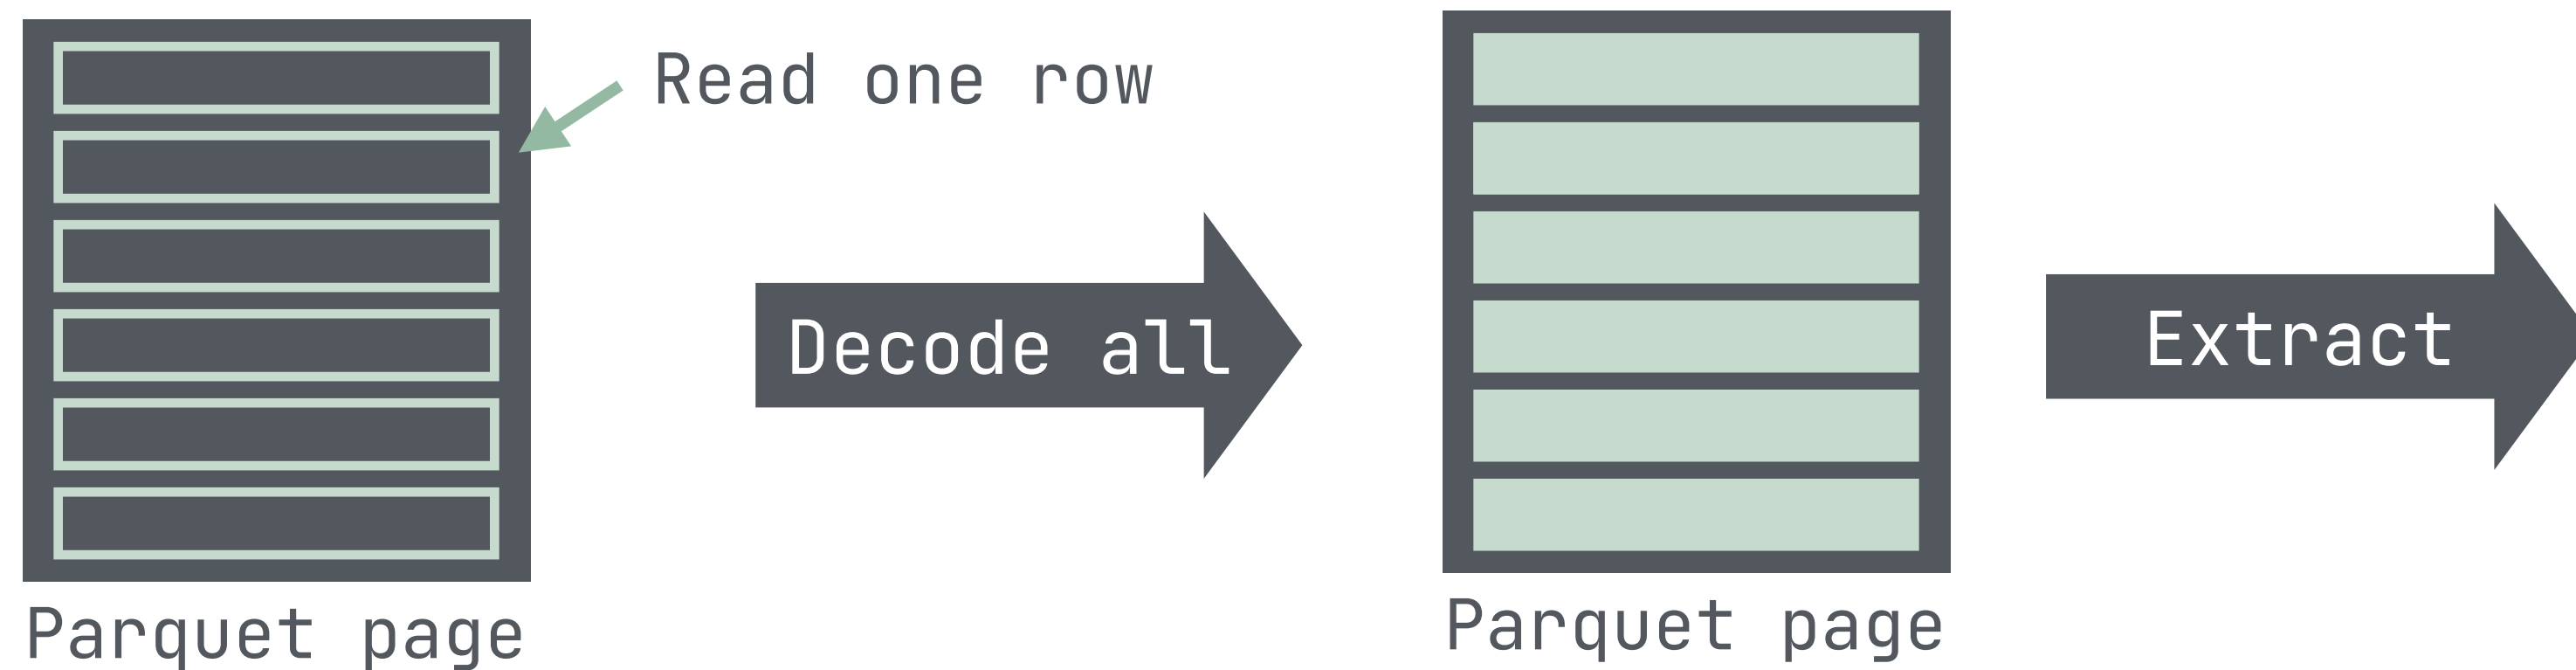 Read one row
Decode all
Extract
Parquet page
Parquet page